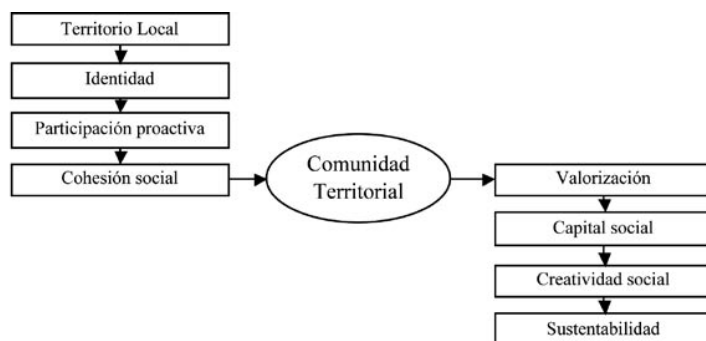 Territorio Local
Identidad
Participación proactiva
Cohesión social
Comunidad
Territorial
Valorización
Capital social
Creatividad social
Sustentabilidad